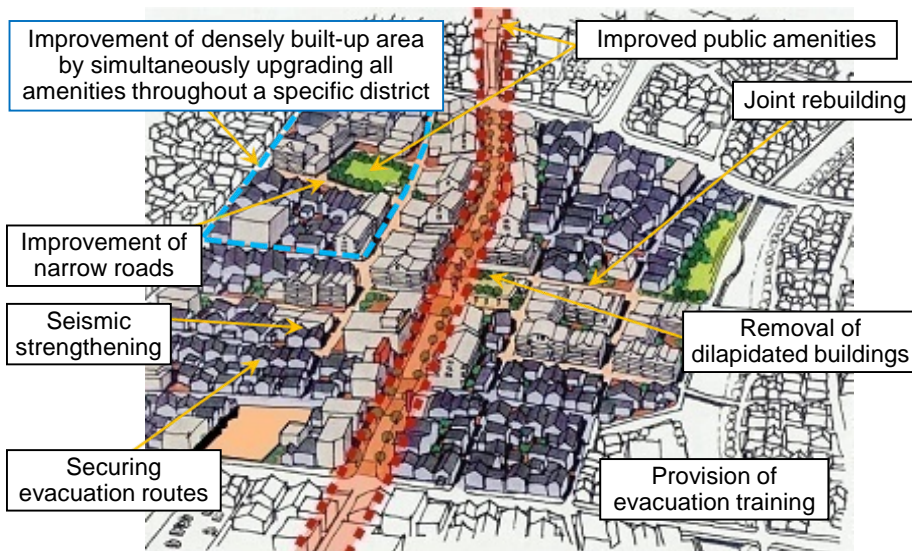 Improvement of densely built-up area
by simultaneously upgrading all
amenities throughout a specific district
Improved public amenities
Joint rebuilding
Improvement of
narrow roads
Seismic
strengthening
Removal of
dilapidated buildings
Securing
evacuation routes
Provision of
evacuation training